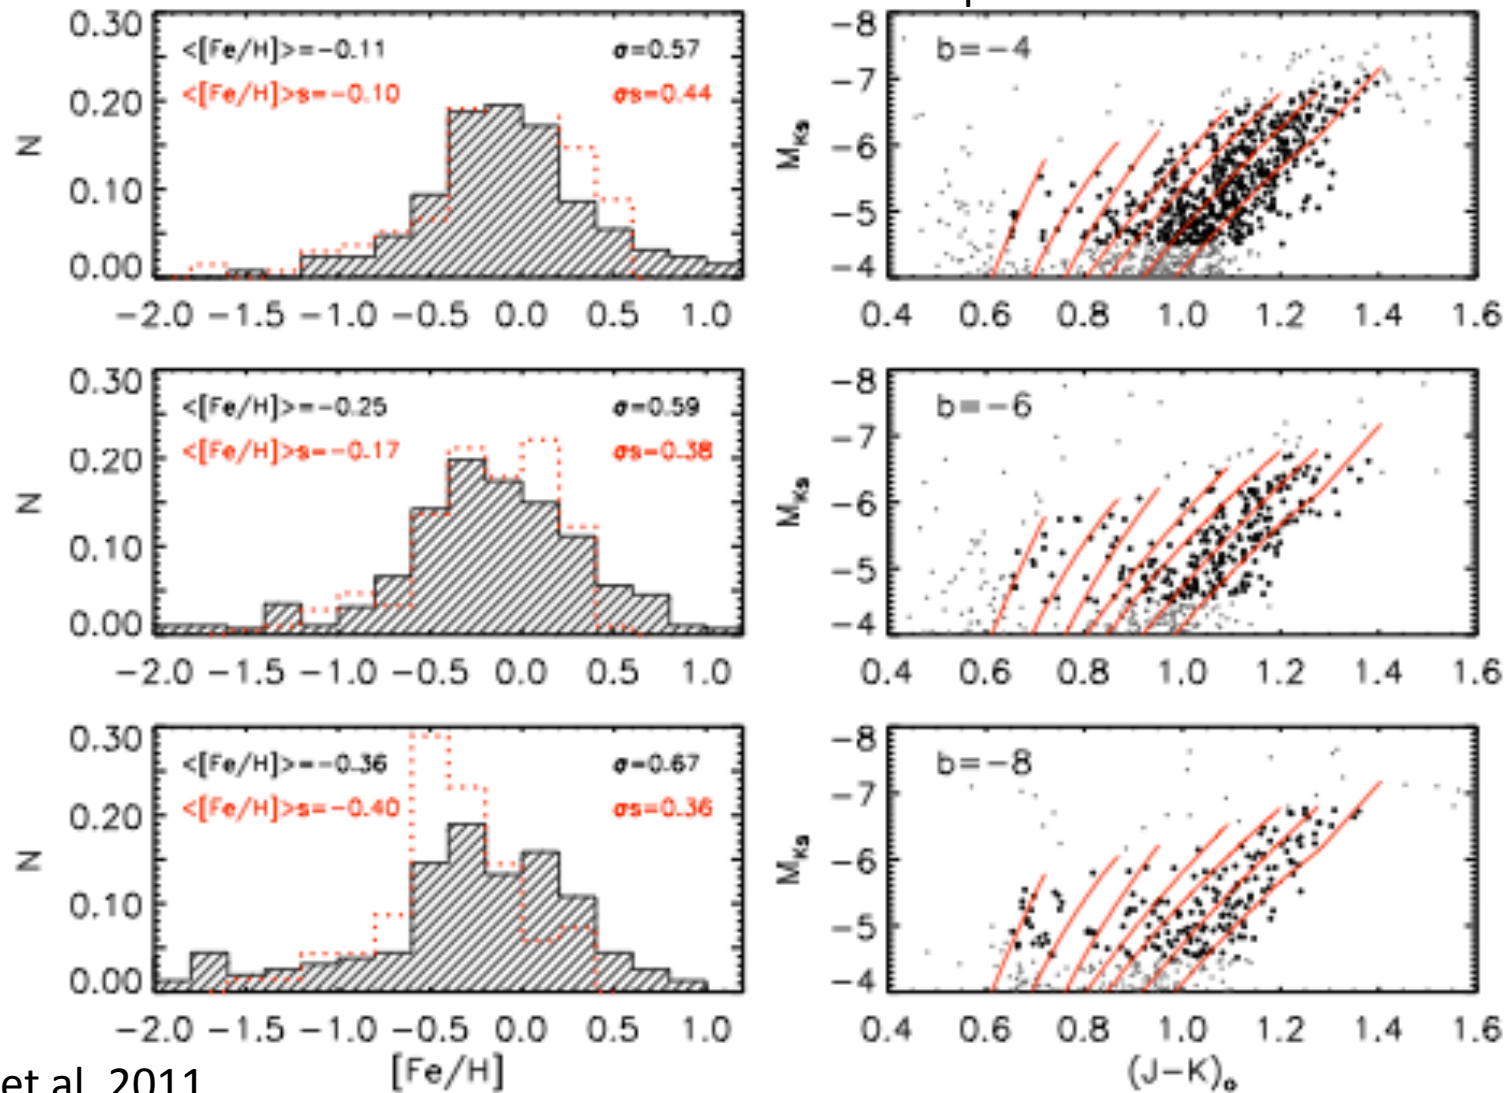 0.30
0.20
0.10
0.00
N
<[Fe/H]>=−0.11
σ=0.57
<[Fe/H]>s=−0.10
σs=0.44
−2.0 −1.5 −1.0 −0.5 0.0 0.5 1.0
−8
−7
−6
−5
−4
MKs
b=−4
0.4 0.6 0.8 1.0 1.2 1.4 1.6
0.30
0.20
0.10
0.00
N
<[Fe/H]>=−0.25
σ=0.59
<[Fe/H]>s=−0.17
σs=0.38
−2.0 −1.5 −1.0 −0.5 0.0 0.5 1.0
−8
−7
−6
−5
−4
MKs
b=−6
0.4 0.6 0.8 1.0 1.2 1.4 1.6
0.30
0.20
0.10
0.00
N
<[Fe/H]>=−0.36
σ=0.67
<[Fe/H]>s=−0.40
σs=0.36
−2.0 −1.5 −1.0 −0.5 0.0 0.5 1.0
[Fe/H]
−8
−7
−6
−5
−4
MKs
b=−8
0.4 0.6 0.8 1.0 1.2 1.4 1.6
(J−K)o
et al. 2011